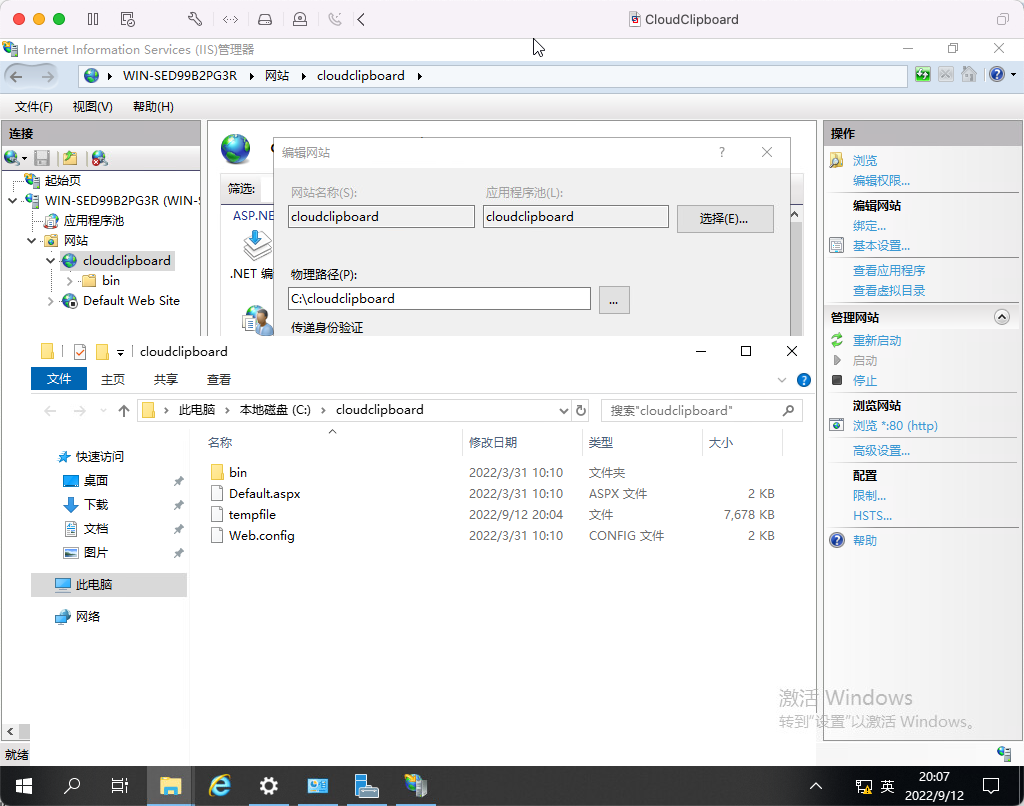 CloudClipboard
Internet Information Services (IIS)管理器
WIN-SED99B2PG3R 网站 cloudclipboard
文件(F) 视图(V) 帮助(H)
连接
起始页
WIN-SED99B2PG3R (WIN-S
应用程序池
网站
cloudclipboard
bin
Default Web Site
就绪
筛选:
ASP.NE
.NET 编
编辑网站 ?
网站名称(S): 应用程序池(L):
cloudclipboard cloudclipboard 选择(E)...
物理路径(P):
C:\cloudclipboard ...
传递身份验证
操作
浏览
编辑权限...
编辑网站
绑定...
基本设置...
查看应用程序
查看虚拟目录
管理网站
重新启动
启动
停止
浏览网站
浏览 *:80 (http)
高级设置...
配置
限制...
HSTS...
帮助
cloudclipboard
文件 主页 共享 查看
此电脑 本地磁盘 (C:) cloudclipboard 搜索"cloudclipboard"
快速访问
桌面
下载
文档
图片
此电脑
网络
名称 修改日期 类型 大小
bin 2022/3/31 10:10 文件夹
Default.aspx 2022/3/31 10:10 ASPX 文件 2 KB
tempfile 2022/9/12 20:04 文件 7,678 KB
Web.config 2022/3/31 10:10 CONFIG 文件 2 KB
激活 Windows
转到"设置"以激活 Windows。
英 20:07
2022/9/12